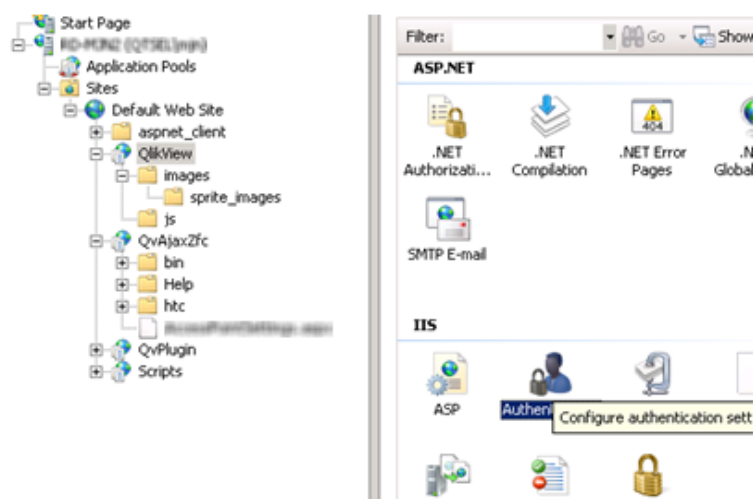 Start Page
Application Pools
Sites
Default Web Site
aspnet_client
QlikView
images
sprite_images
js
QvAjaxZfc
bin
Help
htc
QvPlugin
Scripts
Filter:
Go
Show
ASP.NET
.NET Authorizati...
.NET Compilation
404
.NET Error Pages
.N
Global
SMTP E-mail
IIS
ASP
Authen
Configure authentication sett